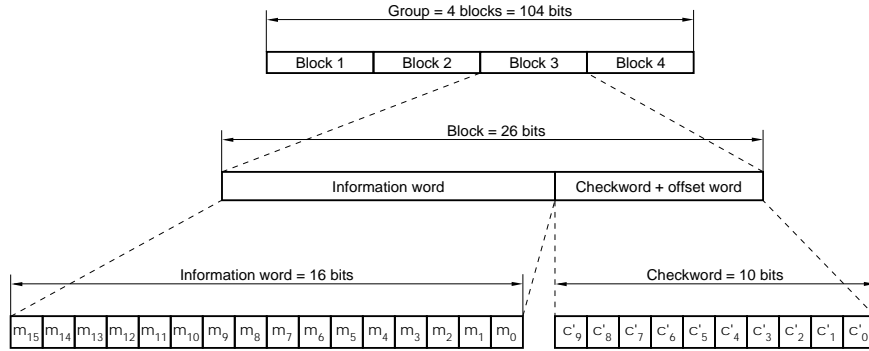 Group = 4 blocks = 104 bits
Block 1 Block 2 Block 3 Block 4
Block = 26 bits
Information word Checkword + offset word
Information word = 16 bits Checkword = 10 bits
m₁₅ m₁₄ m₁₃ m₁₂ m₁₁ m₁₀ m₉ m₈ m₇ m₆ m₅ m₄ m₃ m₂ m₁ m₀ c'₉ c'₈ c'₇ c'₆ c'₅ c'₄ c'₃ c'₂ c'₁ c'₀